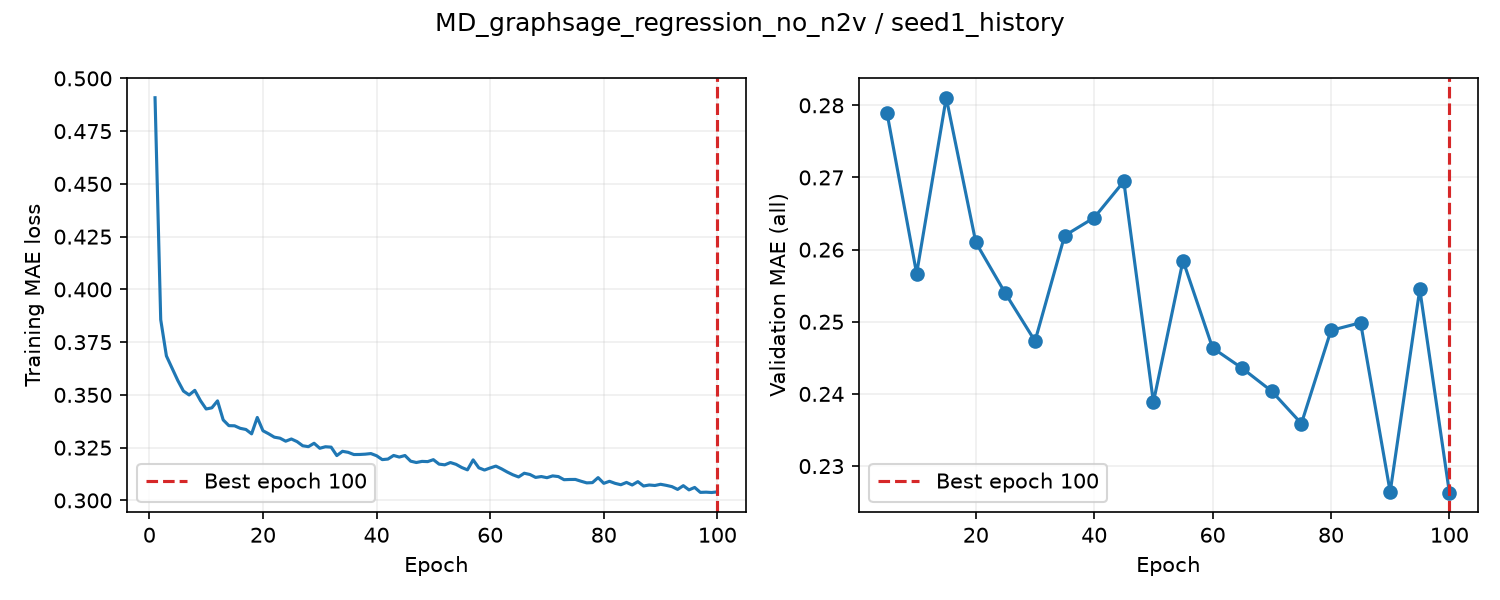 MD_graphsage_regression_no_n2v / seed1_history
Training MAE loss
0.500
0.475
0.450
0.425
0.400
0.375
0.350
0.325
0.300
Best epoch 100
0 20 40 60 80 100
Epoch
Validation MAE (all)
0.28
0.27
0.26
0.25
0.24
0.23
Best epoch 100
20 40 60 80 100
Epoch